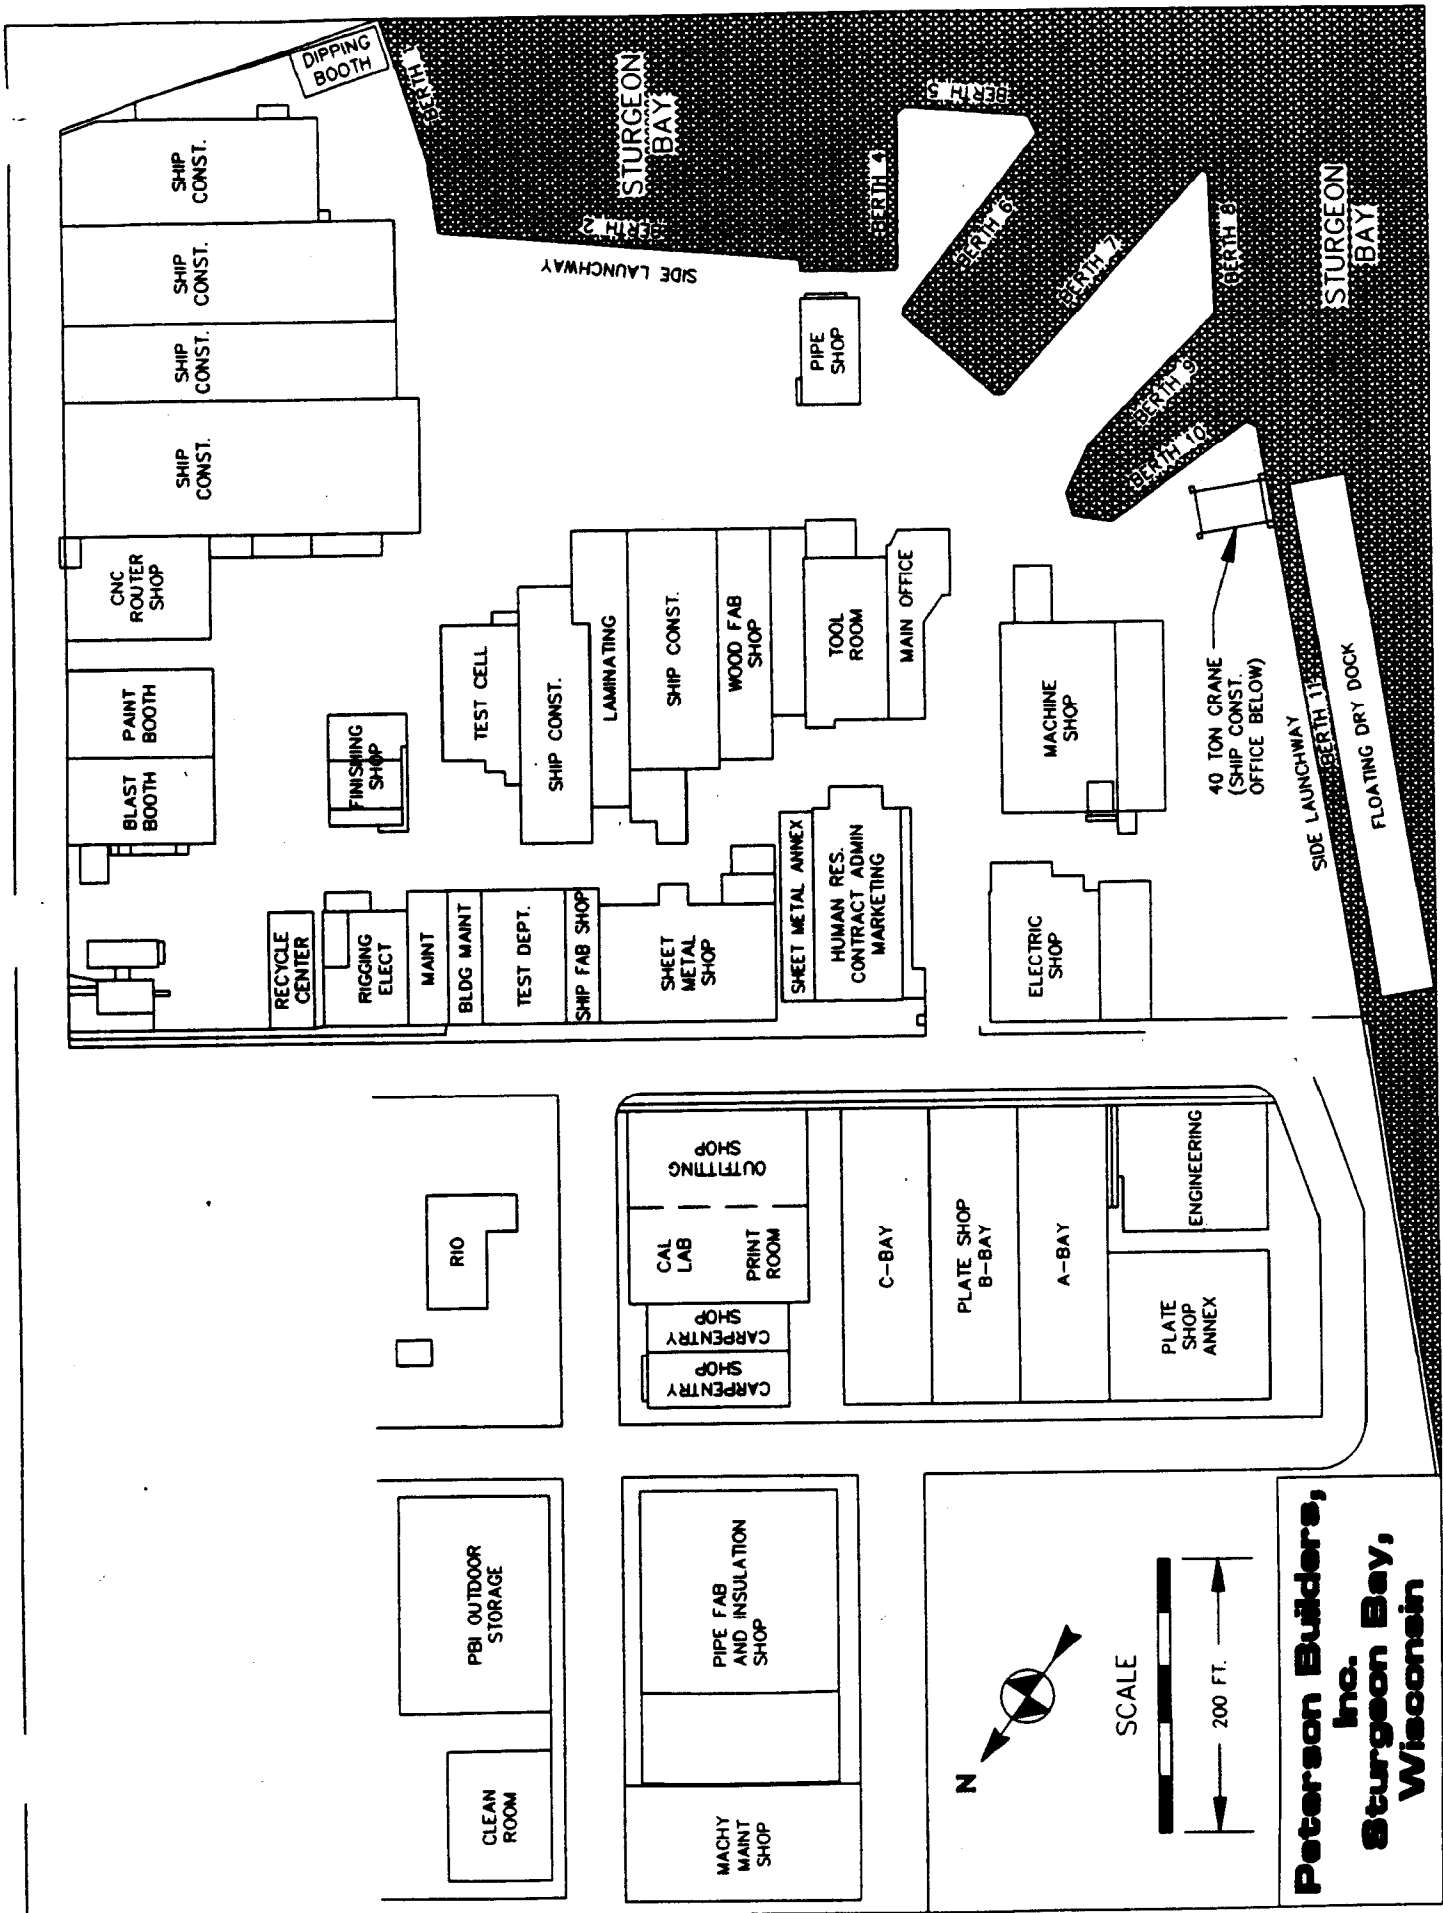 DIPPING
BOOTH
BERTH 1
STURGEON
BAY
BERTH 2
SIDE LAUNCHWAY
BERTH 4
BERTH 5
BERTH 6
BERTH 7
BERTH 8
BERTH 9
BERTH 10
STURGEON
BAY
SHIP
CONST.
SHIP
CONST.
SHIP
CONST.
SHIP
CONST.
CNC
ROUTER
SHOP
PAINT
BOOTH
BLAST
BOOTH
FINISHING
SHOP
PIPE
SHOP
TEST CELL
SHIP CONST.
LAMINATING
SHIP CONST.
WOOD FAB
SHOP
TOOL
ROOM
MAIN OFFICE
MACHINE
SHOP
40 TON CRANE
(SHIP CONST.
OFFICE BELOW)
SIDE LAUNCHWAY
BERTH 11
FLOATING DRY DOCK
RECYCLE
CENTER
RIGGING
ELECT
MAINT
BLDG MAINT
TEST DEPT.
SHIP FAB SHOP
SHEET
METAL
SHOP
SHEET METAL ANNEX
HUMAN RES.
CONTRACT ADMIN
MARKETING
ELECTRIC
SHOP
RIO
OUTFITTING
SHOP
CAL
LAB
PRINT
ROOM
CARPENTRY
SHOP
CARPENTRY
SHOP
C-BAY
PLATE SHOP
B-BAY
A-BAY
ENGINEERING
PLATE
SHOP
ANNEX
PBI OUTDOOR
STORAGE
CLEAN
ROOM
PIPE FAB
AND INSULATION
SHOP
MACHY
MAINT
SHOP
N
SCALE
200 FT.
Peterson Builders,
Inc.
Sturgeon Bay,
Wisconsin